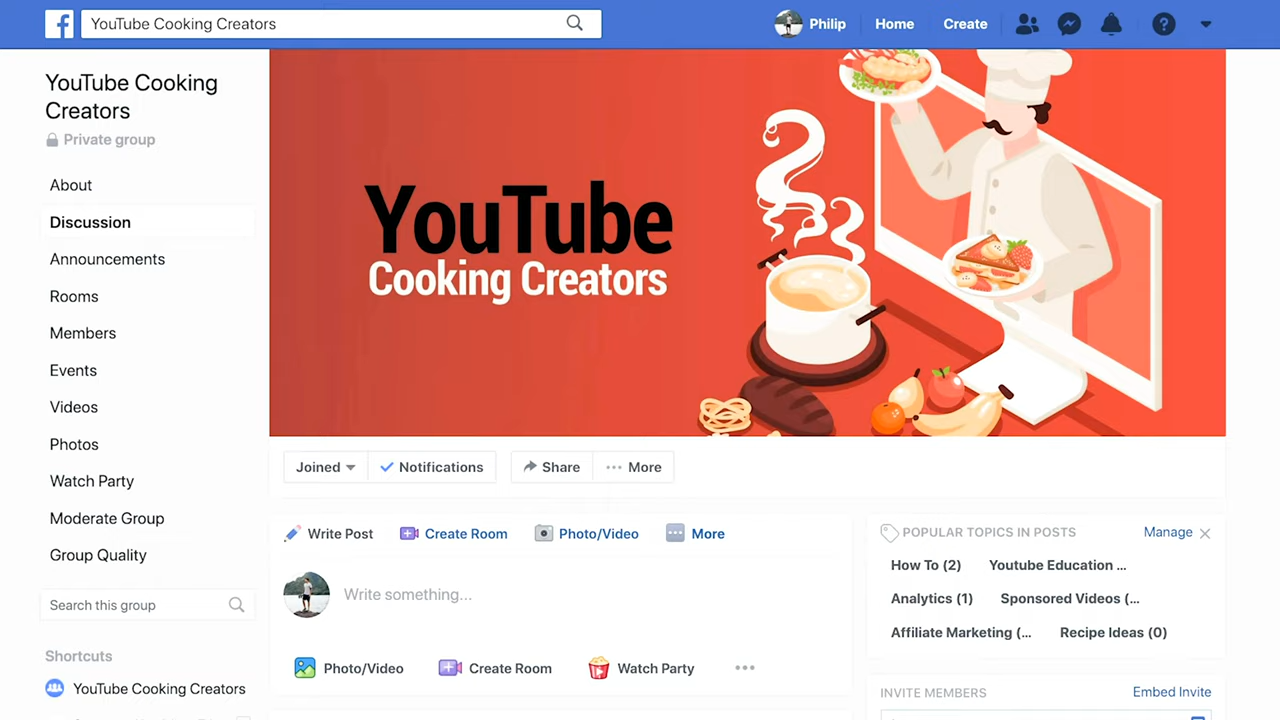 YouTube Cooking Creators
Philip
Home
Create
YouTube Cooking
Creators
Private group
About
Discussion
Announcements
Rooms
Members
Events
Videos
Photos
Watch Party
Moderate Group
Group Quality
Search this group
Shortcuts
YouTube Cooking Creators
YouTube
Cooking Creators
Joined
Notifications
Share
More
Write Post
Create Room
Photo/Video
More
Write something...
Photo/Video
Create Room
Watch Party
POPULAR TOPICS IN POSTS
Manage
How To (2)
Youtube Education ...
Analytics (1)
Sponsored Videos (...
Affiliate Marketing (...
Recipe Ideas (0)
INVITE MEMBERS
Embed Invite